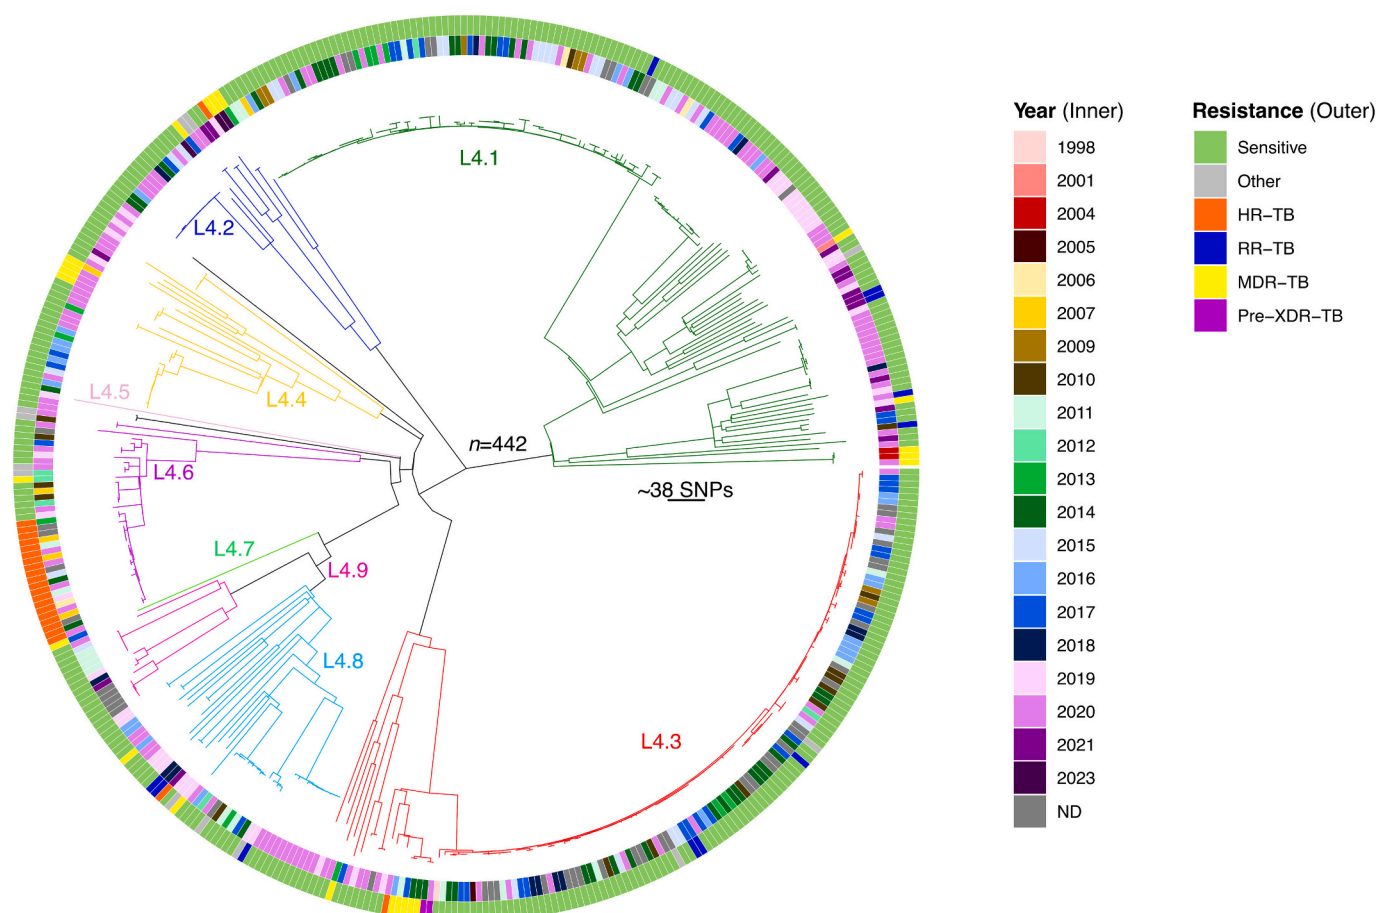 L4.1
L4.2
L4.5
L4.4
n=442
L4.6
~38 SNPs
L4.7
L4.9
L4.8
L4.3
Year (Inner)
1998
2001
2004
2005
2006
2007
2009
2010
2011
2012
2013
2014
2015
2016
2017
2018
2019
2020
2021
2023
ND
Resistance (Outer)
Sensitive
Other
HR−TB
RR−TB
MDR−TB
Pre−XDR−TB